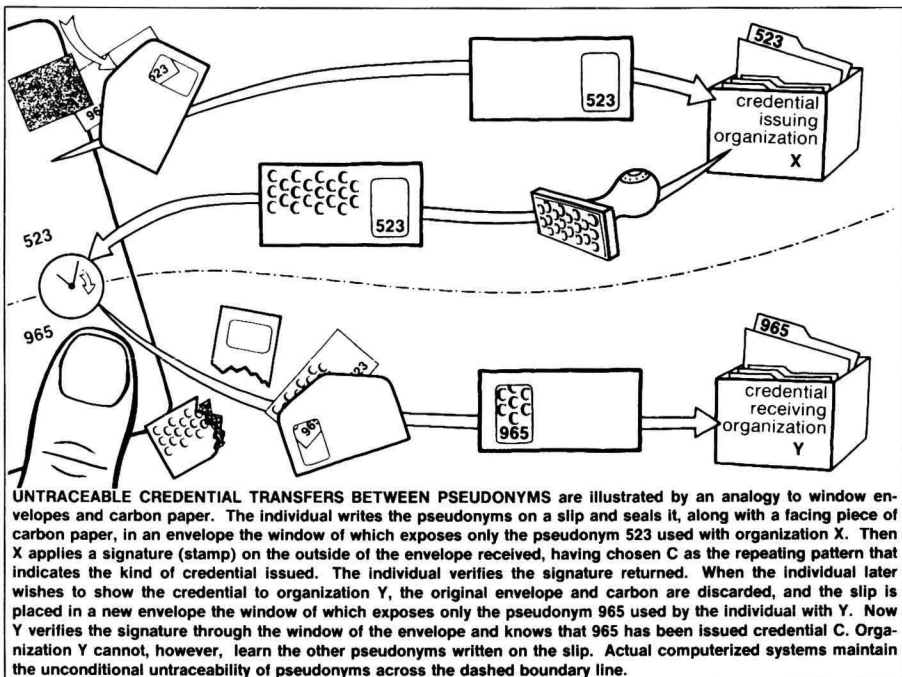 523
96
523
credential
issuing
organization
X
523
523
965
965
credential
receiving
organization
Y
96
965
UNTRACEABLE CREDENTIAL TRANSFERS BETWEEN PSEUDONYMS are illustrated by an analogy to window en-
velopes and carbon paper. The individual writes the pseudonyms on a slip and seals it, along with a facing piece of
carbon paper, in an envelope the window of which exposes only the pseudonym 523 used with organization X. Then
X applies a signature (stamp) on the outside of the envelope received, having chosen C as the repeating pattern that
indicates the kind of credential issued. The individual verifies the signature returned. When the individual later
wishes to show the credential to organization Y, the original envelope and carbon are discarded, and the slip is
placed in a new envelope the window of which exposes only the pseudonym 965 used by the individual with Y. Now
Y verifies the signature through the window of the envelope and knows that 965 has been issued credential C. Orga-
nization Y cannot, however, learn the other pseudonyms written on the slip. Actual computerized systems maintain
the unconditional untraceability of pseudonyms across the dashed boundary line.